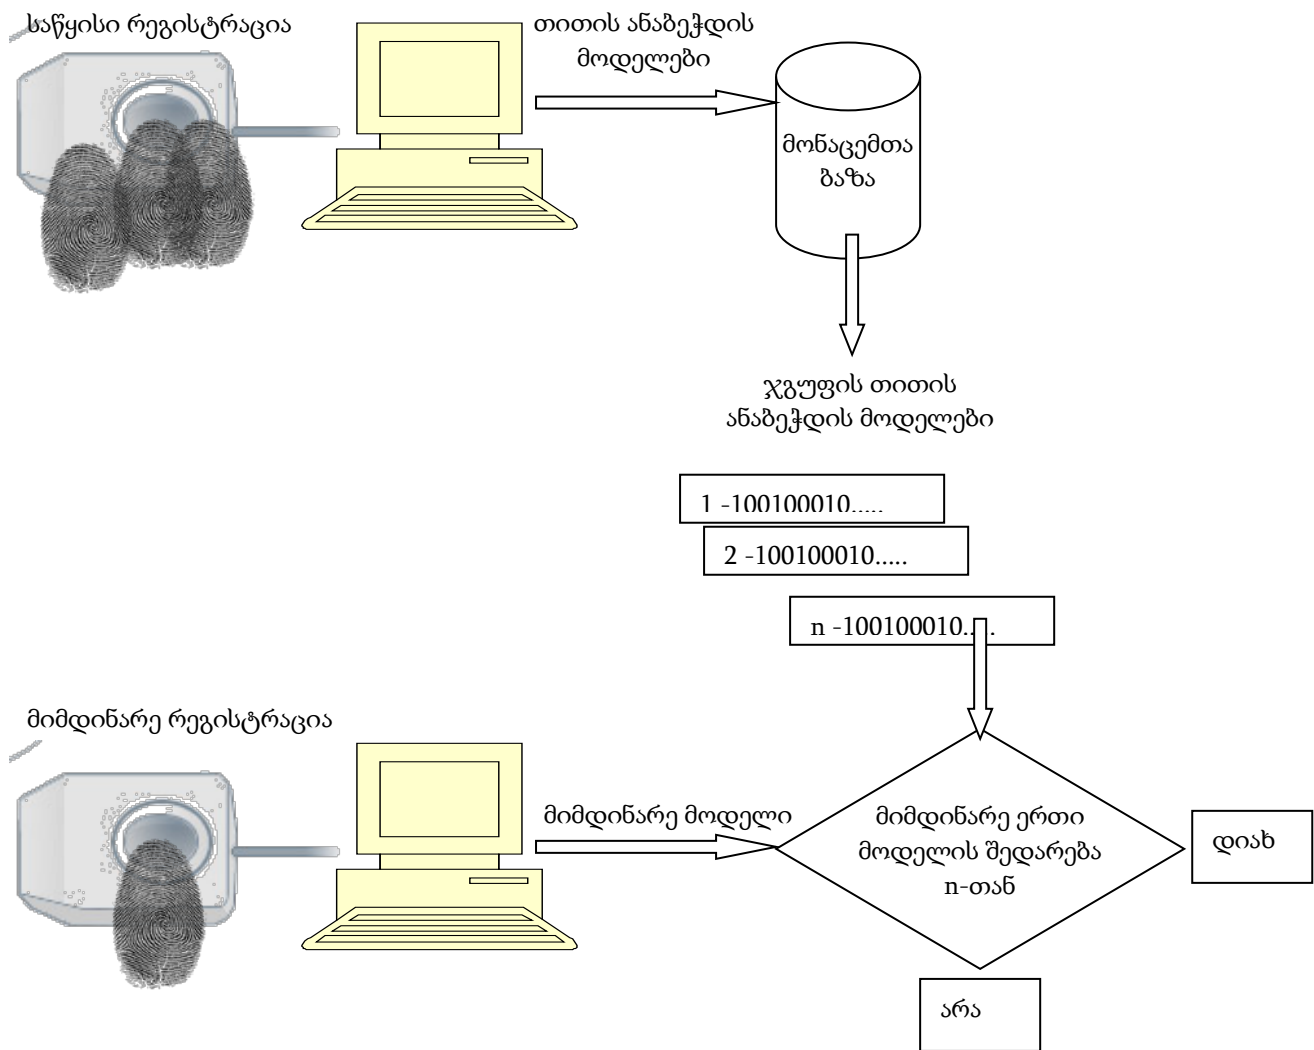 საწყისი რეგისტრაცია
თითის ანაბეჭდის
მოდელები
მონაცემთა
ბაზა
ჯგუფის თითის
ანაბეჭდის მოდელები
1 -100100010.....
2 -100100010.....
n -100100010.....
მიმდინარე რეგისტრაცია
მიმდინარე მოდელი
მიმდინარე ერთი
მოდელის შედარება
n-თან
დიახ
არა